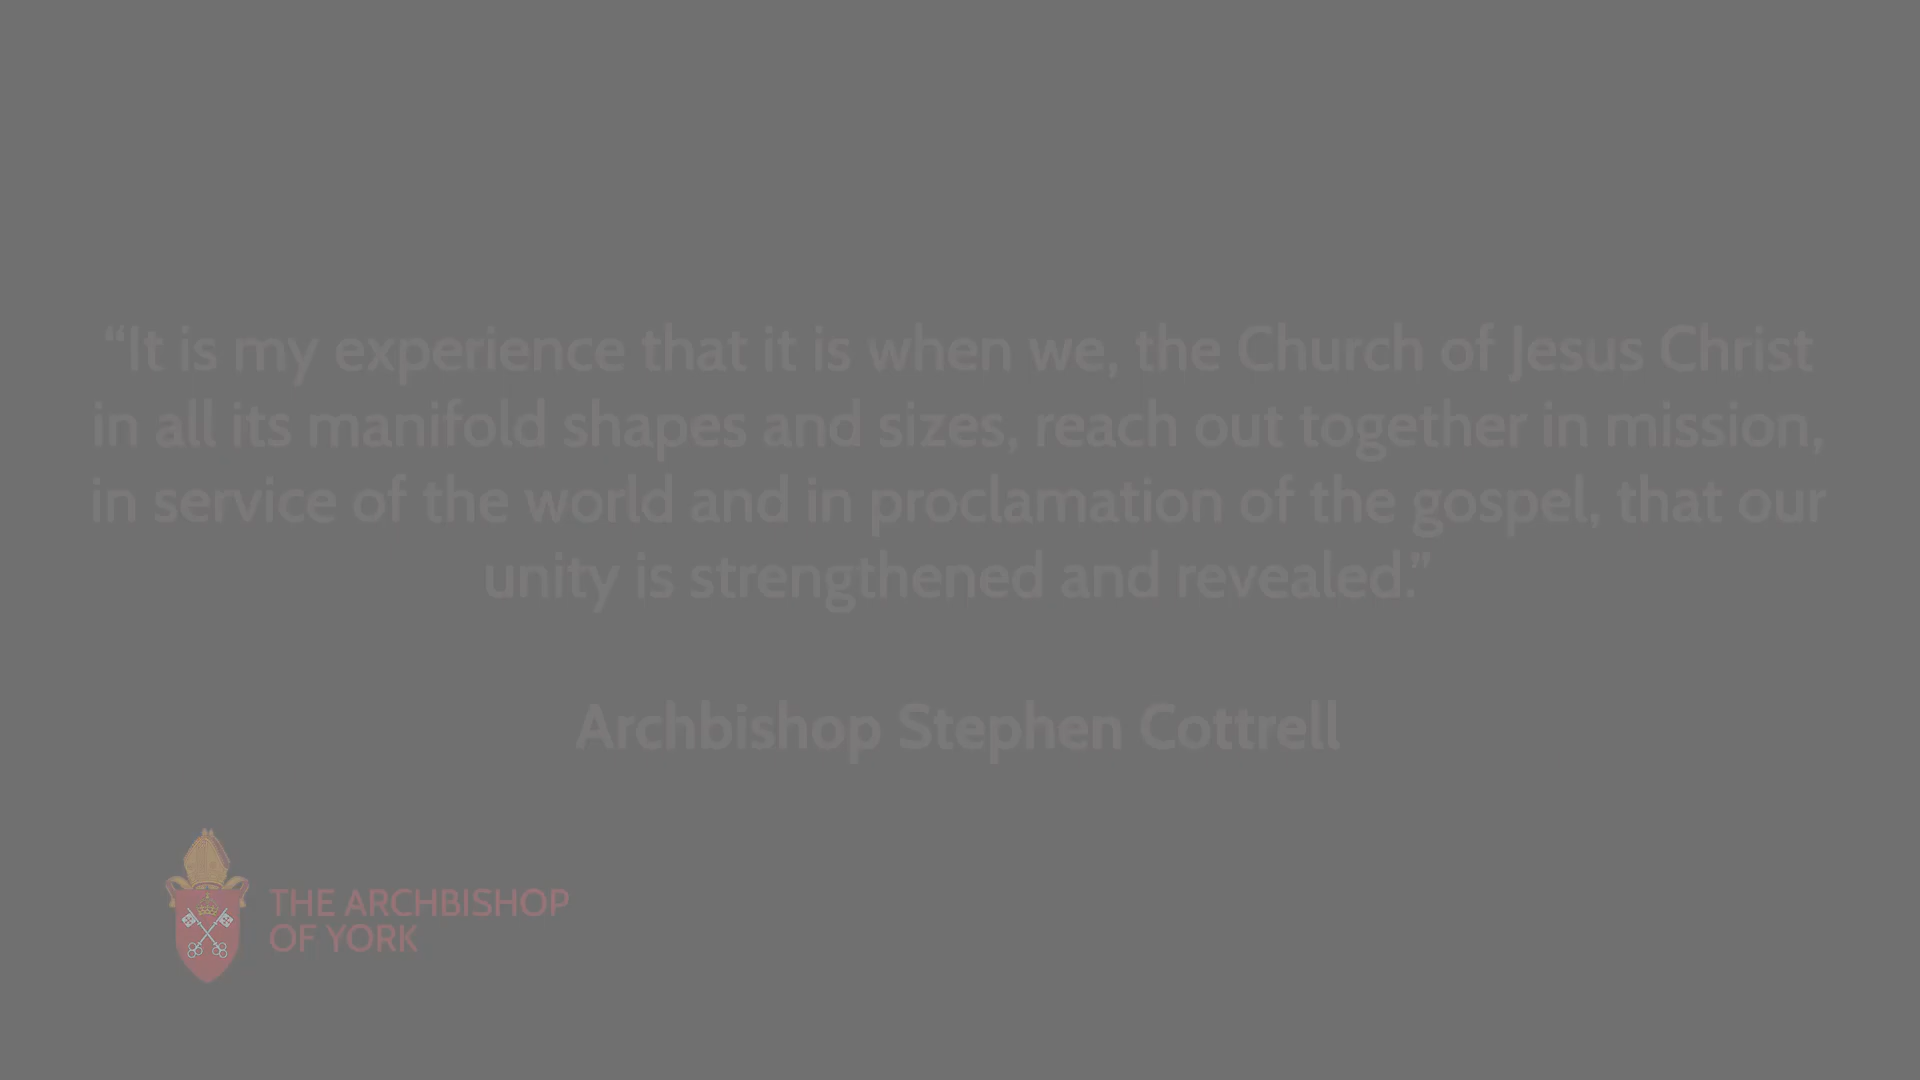 “It is my experience that it is when we, the Church of Jesus Christ
in all its manifold shapes and sizes, reach out together in mission,
in service of the world and in proclamation of the gospel, that our
unity is strengthened and revealed.”
Archbishop Stephen Cottrell
THE ARCHBISHOP
OF YORK